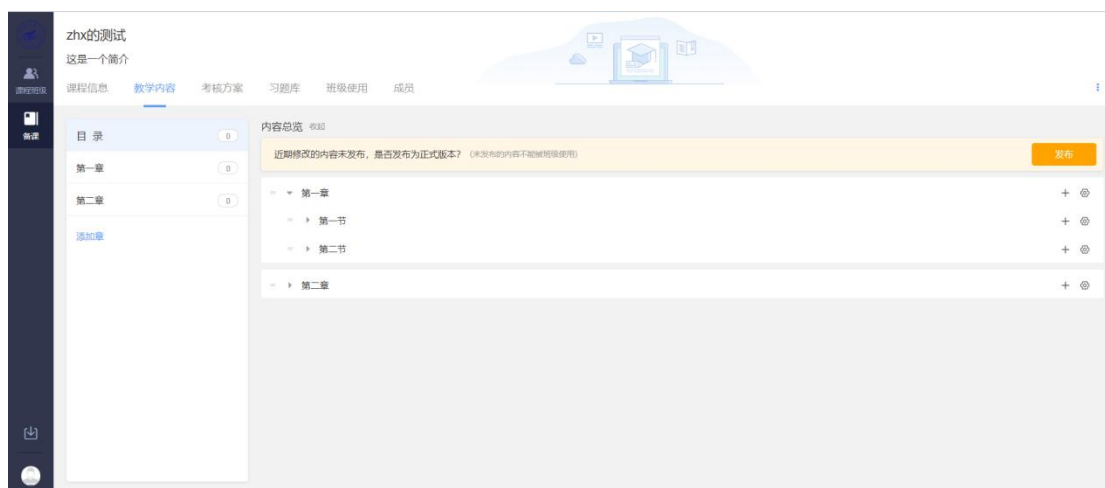 zhx的测试
这是一个简介
课程班级
备课
课程信息 教学内容 考核方案 习题库 班级使用 成员
目录 0
第一章 0
第二章 0
添加章
内容总览 收起
近期修改的内容未发布，是否发布为正式版本？（未发布的内容不能被班级使用） 发布
第一章
第一节
第二节
第二章